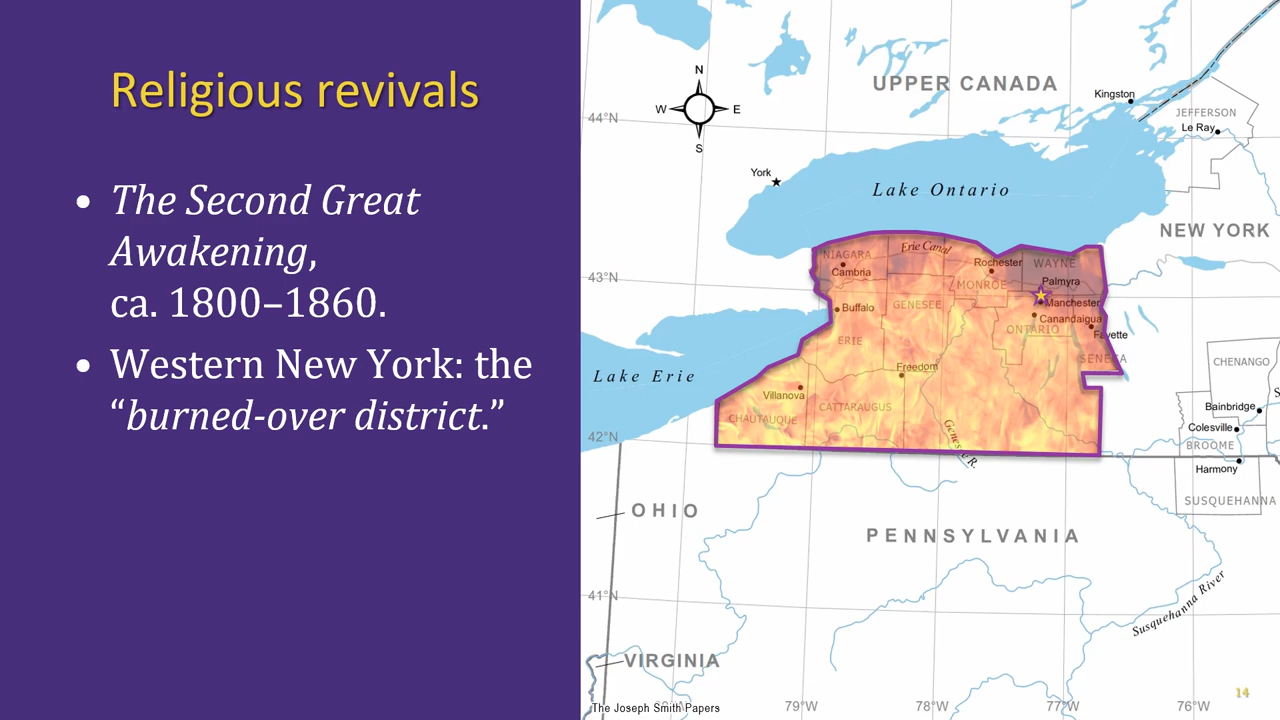 Religious revivals
• The Second Great
Awakening,
ca. 1800–1860.
• Western New York: the
“burned-over district.”
N
W
E
S
UPPER CANADA
Kingston
JEFFERSON
Le Ray
44°N
York
Lake Ontario
NEW YORK
Erie Canal
NIAGARA
Cambria
Rochester
WAYNE
43°N
MONROE
Palmyra
Manchester
Buffalo
GENESEE
Canandaigua
ONTARIO
Fayette
ERIE
SENECA
CHENANGO
Lake Erie
Freedom
Villanova
CATTARAUGUS
CHAUTAUQUE
Bainbridge
S
Colesville
42°N
Genesee R.
BROOME
Harmony
SUSQUEHANNA
OHIO
PENNSYLVANIA
41°N
Susquehanna River
VIRGINIA
14
The Joseph Smith Papers
79°W
78°W
77°W
76°W